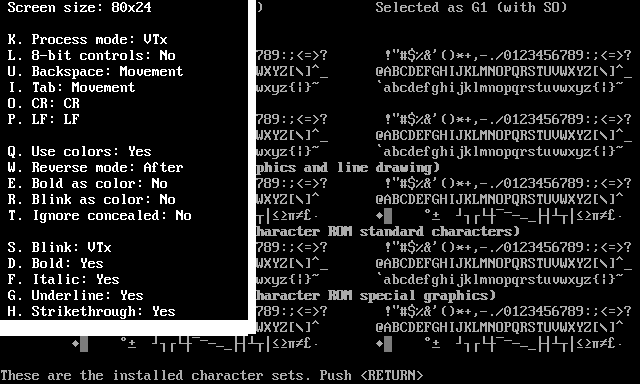 Screen size: 80x24 ) Selected as G1 (with SO)
K. Process mode: VTx
L. 8-bit controls: No 789:;<=>? !"#$%&'()*+,-./0123456789:;<=>?
U. Backspace: Movement WXYZ[\]^_ @ABCDEFGHIJKLMNOPQRSTUVWXYZ[\]^_
I. Tab: Movement wxyz{|}~ `abcdefghijklmnopqrstuvwxyz{|}~
O. CR: CR
P. LF: LF 789:;<=>? !"#$%&'()*+,-./0123456789:;<=>?
WXYZ[\]^_ @ABCDEFGHIJKLMNOPQRSTUVWXYZ[\]^_
Q. Use colors: Yes wxyz{|}~ `abcdefghijklmnopqrstuvwxyz{|}~
W. Reverse mode: After phics and line drawing)
E. Bold as color: No 789:;<=>? !"#$%&'()*+,-./0123456789:;<=>?
R. Blink as color: No WXYZ[\]^ @ABCDEFGHIJKLMNOPQRSTUVWXYZ[\]^
T. Ignore concealed: No ┬│≤≥π≠£· ♦ °± ┘┐┌└┼⎺⎻─⎼⎽├┤┴┬│≤≥π≠£·
haracter ROM standard characters)
S. Blink: VTx 789:;<=>? !"#$%&'()*+,-./0123456789:;<=>?
D. Bold: Yes WXYZ[\]^_ @ABCDEFGHIJKLMNOPQRSTUVWXYZ[\]^_
F. Italic: Yes wxyz{|}~ `abcdefghijklmnopqrstuvwxyz{|}~
G. Underline: Yes haracter ROM special graphics)
H. Strikethrough: Yes 789:;<=>? !"#$%&'()*+,-./0123456789:;<=>?
WXYZ[\]^ @ABCDEFGHIJKLMNOPQRSTUVWXYZ[\]^
♦ °± ┘┐┌└┼⎺⎻─⎼⎽├┤┴┬│≤≥π≠£· ♦ °± ┘┐┌└┼⎺⎻─⎼⎽├┤┴┬│≤≥π≠£·
These are the installed character sets. Push <RETURN>